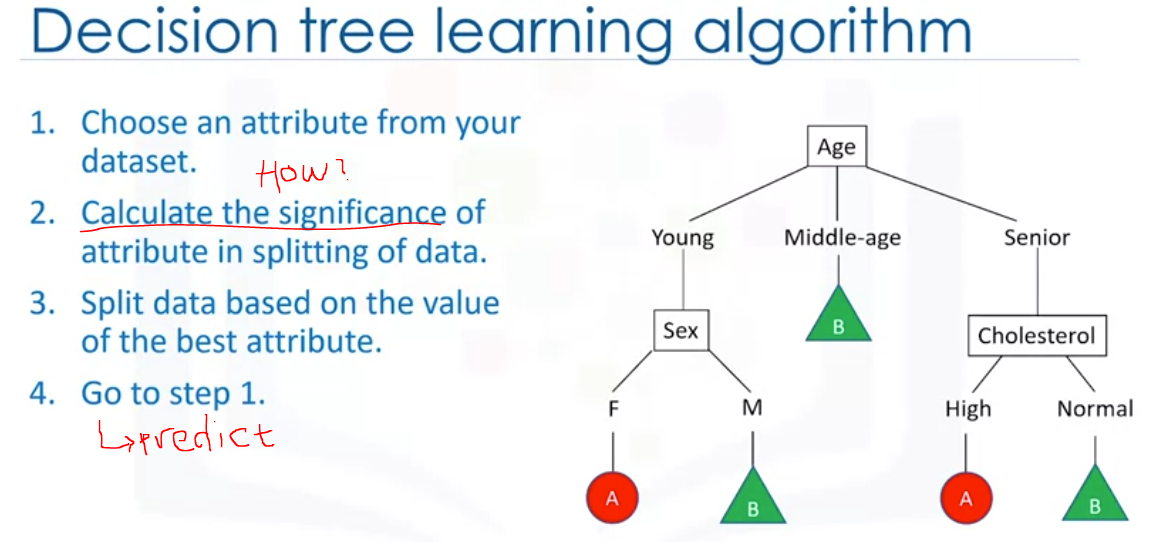 Decision tree learning algorithm
1. Choose an attribute from your
dataset.
HOW?
2. Calculate the significance of
attribute in splitting of data.
3. Split data based on the value
of the best attribute.
4. Go to step 1.
↳predict
Age
Young Middle-age Senior
B
Sex Cholesterol
F M High Normal
A B A B